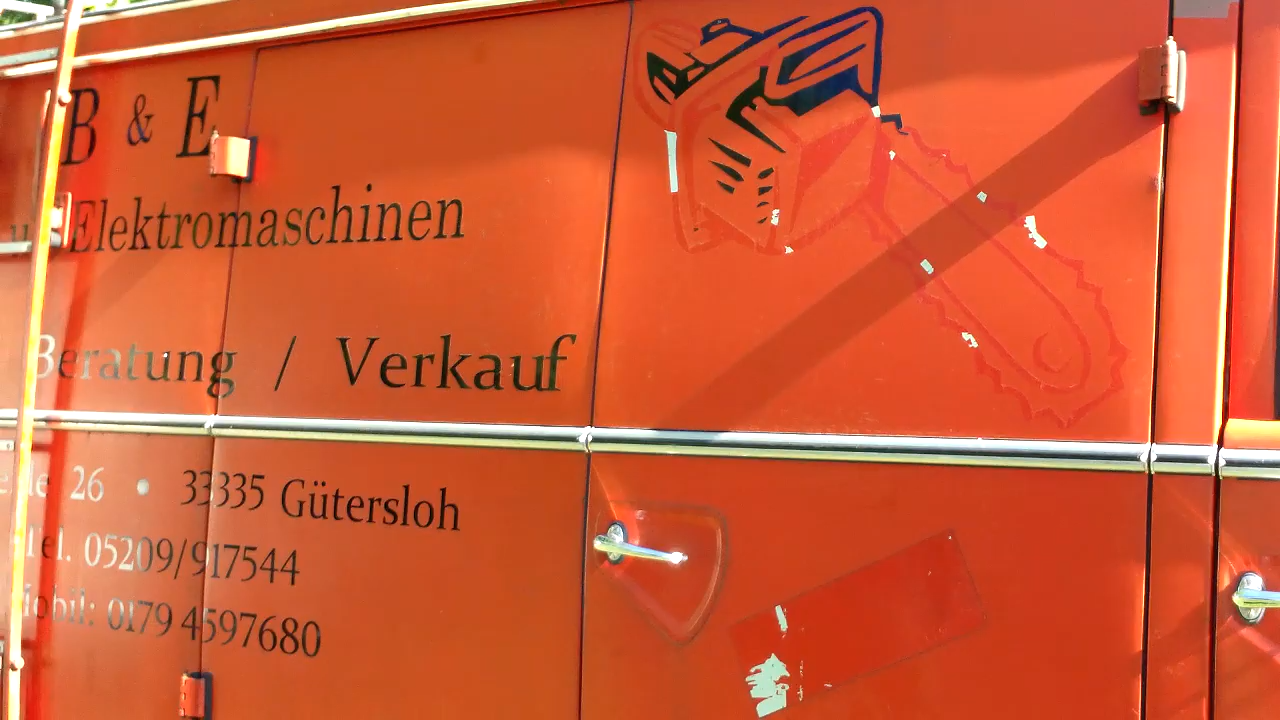 B & E
u. Elektromaschinen
Beratung / Verkauf
26 • 33335 Gütersloh
Tel. 05209/917544
Mobil: 0179 4597680